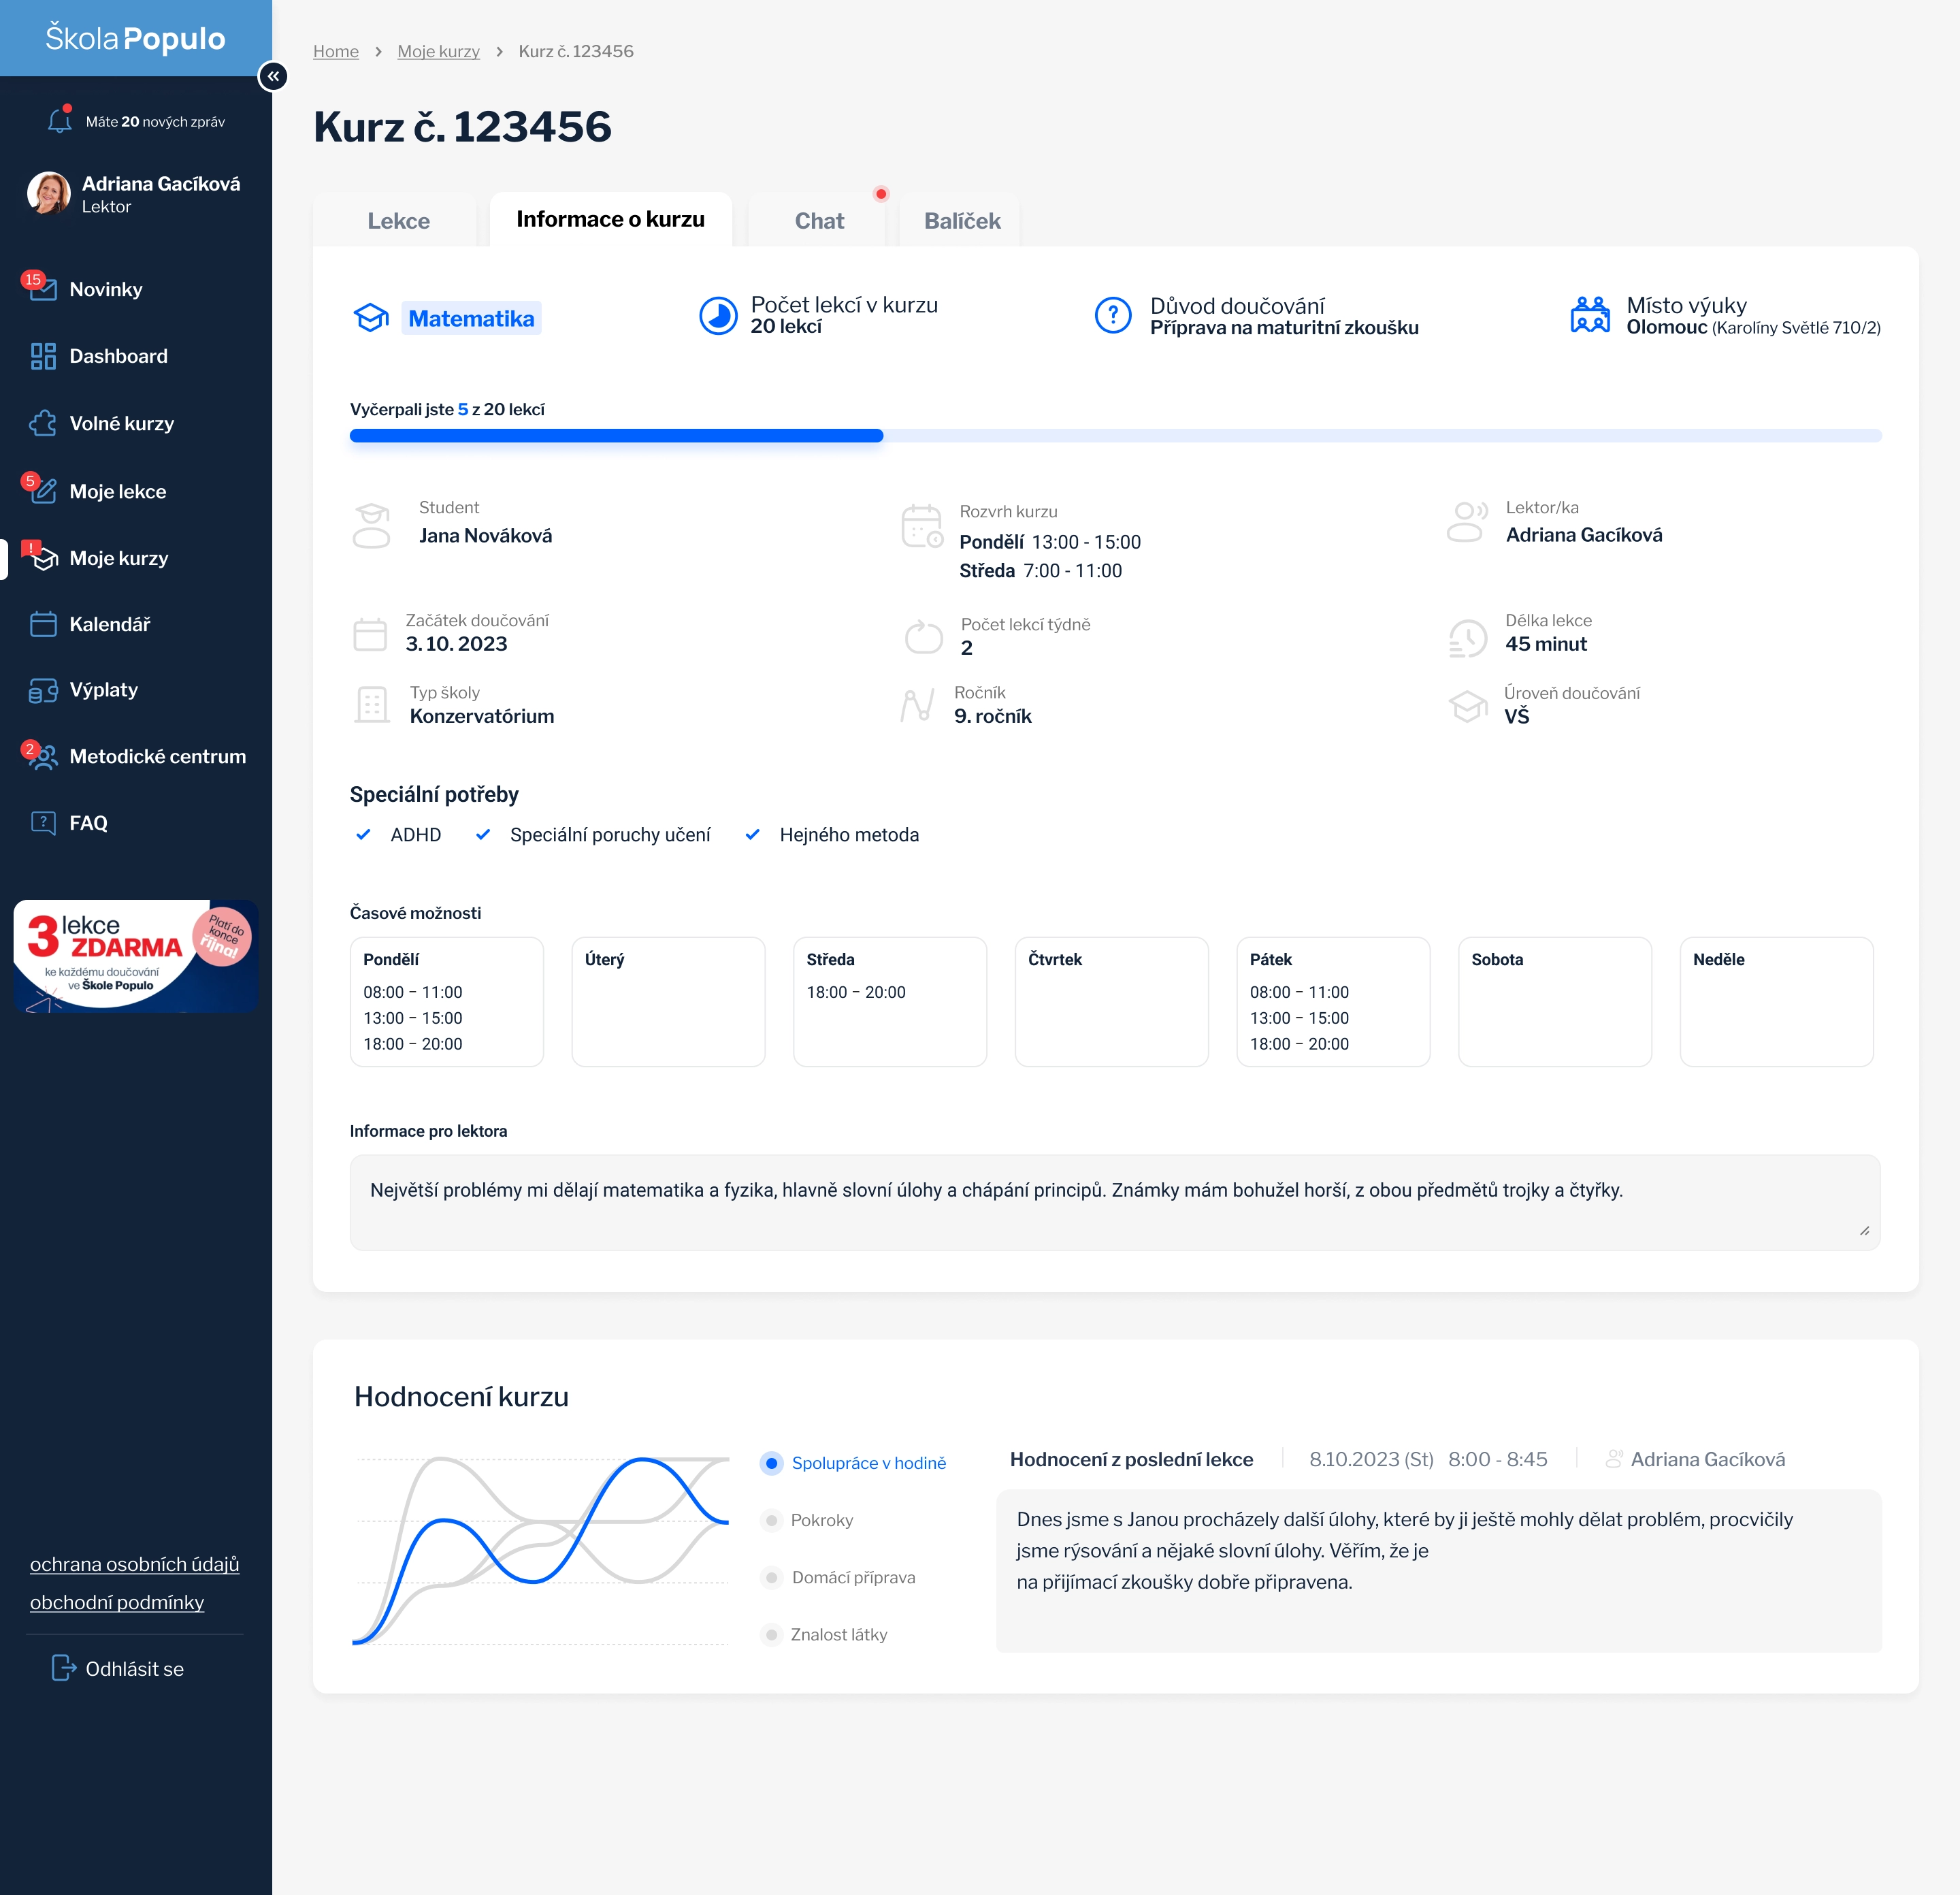 Škola Populo
Máte 20 nových zpráv
Adriana Gacíková
Lektor
15
Novinky
Dashboard
Volné kurzy
5
Moje lekce
!
Moje kurzy
Kalendář
Výplaty
2
Metodické centrum
?
FAQ
3 lekce
ZDARMA
ke každému doučování
ve Škole Populo
Platí do
konce
října!
ochrana osobních údajů
obchodní podmínky
Odhlásit se
Home > Moje kurzy > Kurz č. 123456
Kurz č. 123456
Lekce Informace o kurzu Chat Balíček
Matematika
Počet lekcí v kurzu
20 lekcí
?
Důvod doučování
Příprava na maturitní zkoušku
Místo výuky
Olomouc (Karolíny Světlé 710/2)
Vyčerpali jste 5 z 20 lekcí
Student
Jana Nováková
Rozvrh kurzu
Pondělí 13:00 - 15:00
Středa 7:00 - 11:00
Lektor/ka
Adriana Gacíková
Začátek doučování
3. 10. 2023
Počet lekcí týdně
2
Délka lekce
45 minut
Typ školy
Konzervatórium
Ročník
9. ročník
Úroveň doučování
VŠ
Speciální potřeby
ADHD Speciální poruchy učení Hejného metoda
Časové možnosti
Pondělí
08:00 – 11:00
13:00 – 15:00
18:00 – 20:00
Úterý
Středa
18:00 – 20:00
Čtvrtek
Pátek
08:00 – 11:00
13:00 – 15:00
18:00 – 20:00
Sobota
Neděle
Informace pro lektora
Největší problémy mi dělají matematika a fyzika, hlavně slovní úlohy a chápání principů. Známky mám bohužel horší, z obou předmětů trojky a čtyřky.
Hodnocení kurzu
Spolupráce v hodině
Pokroky
Domácí příprava
Znalost látky
Hodnocení z poslední lekce 8.10.2023 (St) 8:00 - 8:45 Adriana Gacíková
Dnes jsme s Janou procházely další úlohy, které by ji ještě mohly dělat problém, procvičily
jsme rýsování a nějaké slovní úlohy. Věřím, že je
na přijímací zkoušky dobře připravena.